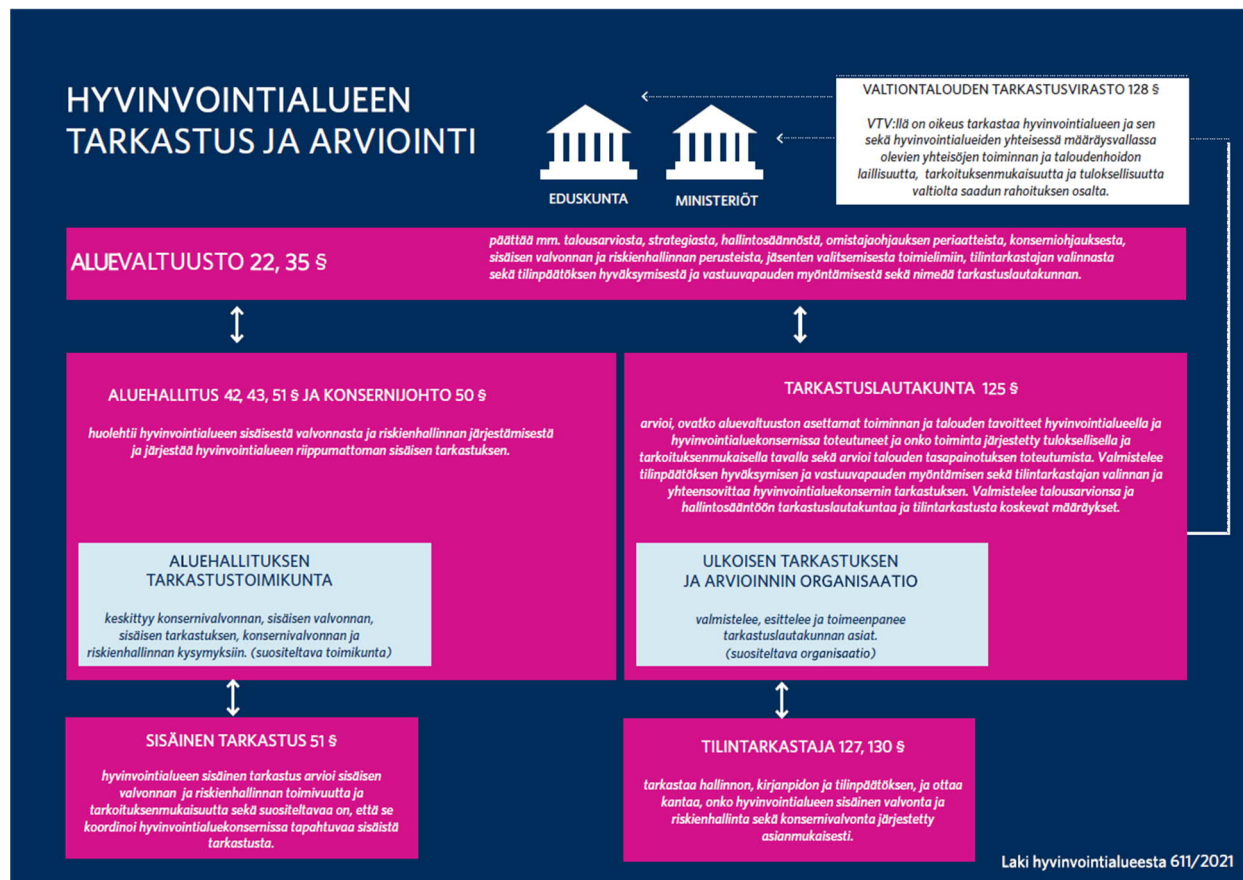 HYVINVOINTIALUEEN
TARKASTUS JA ARVIOINTI
EDUSKUNTA
MINISTERIÖT
VALTIONTALOUDEN TARKASTUSVIRASTO 128 §
VTV:llä on oikeus tarkastaa hyvinvointialueen ja sen
sekä hyvinvointialueiden yhteisessä määräysvallassa
olevien yhteisöjen toiminnan ja taloudenhoidon
laillisuutta, tarkoituksenmukaisuutta ja tuloksellisuutta
valtiolta saadun rahoituksen osalta.
ALUEVALTUUSTO 22, 35 §
päättää mm. talousarviosta, strategiasta, hallintosäännöstä, omistajaohjauksen periaatteista, konserniohjauksesta,
sisäisen valvonnan ja riskienhallinnan perusteista, jäsenten valitsemisesta toimielimiin, tilintarkastajan valinnasta
sekä tilinpäätöksen hyväksymisestä ja vastuuvapauden myöntämisestä sekä nimeää tarkastuslautakunnan.
ALUEHALLITUS 42, 43, 51 § JA KONSERNIJOHTO 50 §
huolehtii hyvinvointialueen sisäisestä valvonnasta ja riskienhallinnan järjestämisestä
ja järjestää hyvinvointialueen riippumattoman sisäisen tarkastuksen.
ALUEHALLITUKSEN
TARKASTUSTOIMIKUNTA
keskittyy konsernivalvonnan, sisäisen valvonnan,
sisäisen tarkastuksen, konsernivalvonnan ja
riskienhallinnan kysymyksiin. (suositeltava toimikunta)
TARKASTUSLAUTAKUNTA 125 §
arvioi, ovatko aluevaltuuston asettamat toiminnan ja talouden tavoitteet hyvinvointialueella ja
hyvinvointialuekonsernissa toteutuneet ja onko toiminta järjestetty tuloksellisella ja
tarkoituksenmukaisella tavalla sekä arvioi talouden tasapainotuksen toteutumista. Valmistelee
tilinpäätöksen hyväksymisen ja vastuuvapauden myöntämisen sekä tilintarkastajan valinnan ja
yhteensovittaa hyvinvointialuekonsernin tarkastuksen. Valmistelee talousarvionsa ja
hallintosääntöön tarkastuslautakuntaa ja tilintarkastusta koskevat määräykset.
ULKOISEN TARKASTUKSEN
JA ARVIOINNIN ORGANISAATIO
valmistelee, esittelee ja toimeenpanee
tarkastuslautakunnan asiat.
(suositeltava organisaatio)
SISÄINEN TARKASTUS 51 §
hyvinvointialueen sisäinen tarkastus arvioi sisäisen
valvonnan ja riskienhallinnan toimivuutta ja
tarkoituksenmukaisuutta sekä suositeltavaa on, että se
koordinoi hyvinvointialuekonsernissa tapahtuvaa sisäistä
tarkastusta.
TILINTARKASTAJA 127, 130 §
tarkastaa hallinnon, kirjanpidon ja tilinpäätöksen, ja ottaa
kantaa, onko hyvinvointialueen sisäinen valvonta ja
riskienhallinta sekä konsernivalvonta järjestetty
asianmukaisesti.
Laki hyvinvointialueesta 611/2021